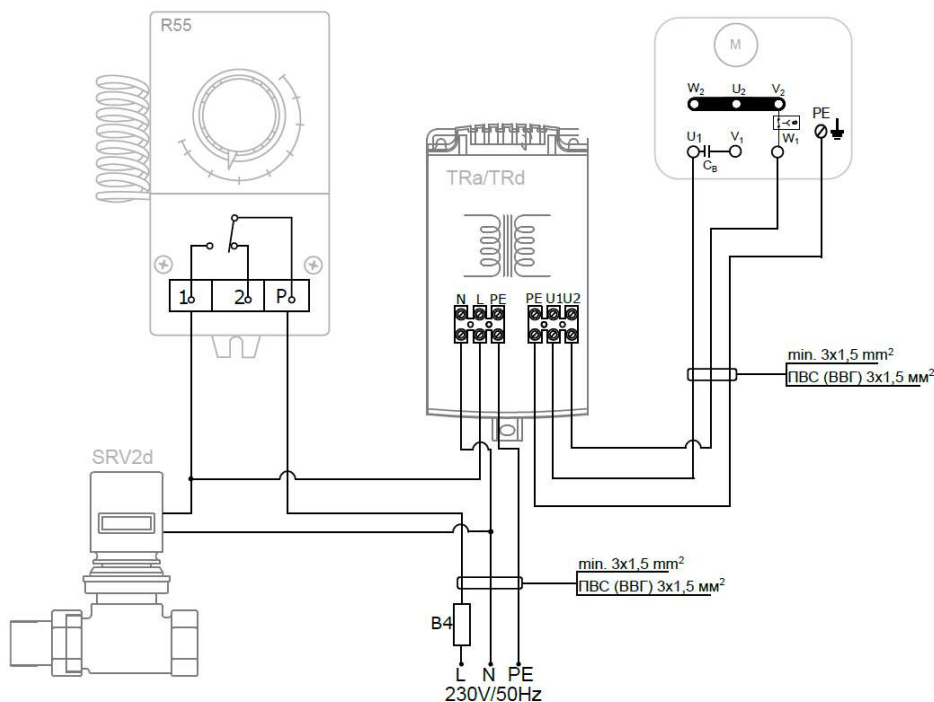 R55
M
W2 U2 V2
PE
U1 V1 W1
CB
TRa/TRd
1 2 P
N L PE PE U1 U2
min. 3x1,5 mm²
ПВС (ВВГ) 3x1,5 мм²
SRV2d
min. 3x1,5 mm²
ПВС (ВВГ) 3x1,5 мм²
B4
L N PE
230V/50Hz